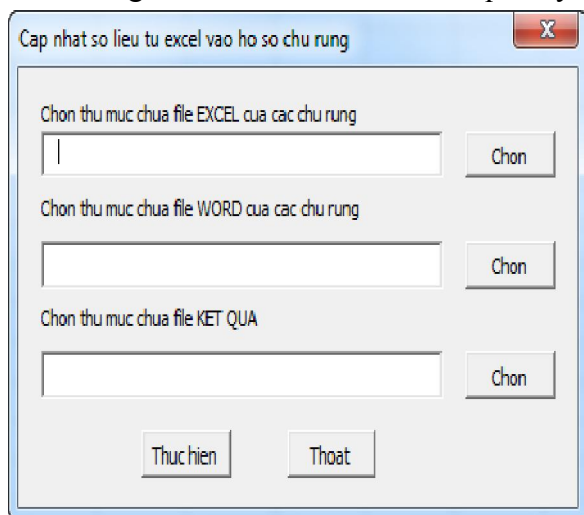 Cap nhat so lieu tu excel vao ho so chu rung
Chon thu muc chua file EXCEL cua cac chu rung
Chon
Chon thu muc chua file WORD cua cac chu rung
Chon
Chon thu muc chua file KET QUA
Chon
Thuc hien
Thoat